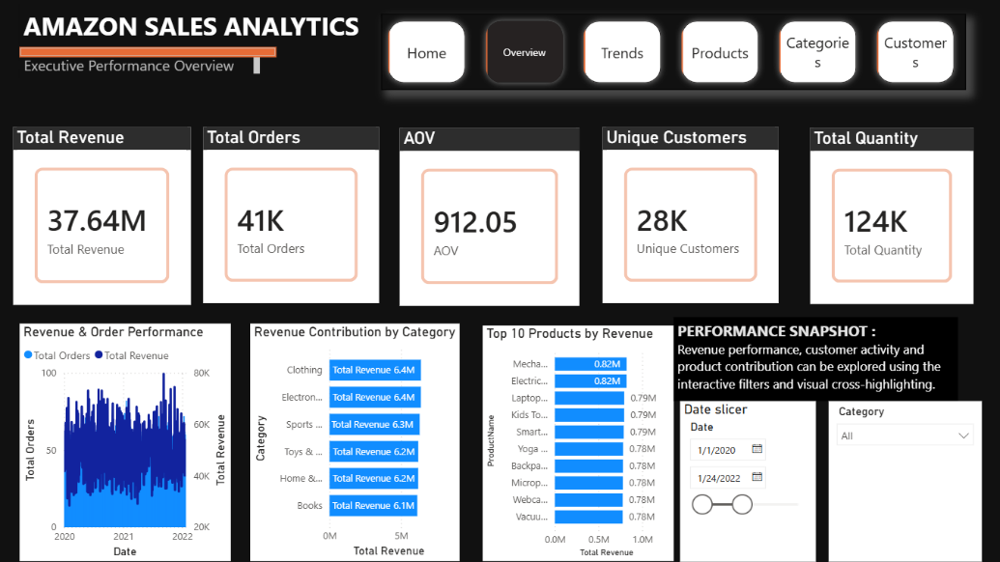 AMAZON SALES ANALYTICS
Executive Performance Overview
Home
Overview
Trends
Products
Categorie
s
Customer
s
Total Revenue
37.64M
Total Revenue
Total Orders
41K
Total Orders
AOV
912.05
AOV
Unique Customers
28K
Unique Customers
Total Quantity
124K
Total Quantity
Revenue & Order Performance
Total Orders Total Revenue
Total Orders
100
50
0
80K
60K
40K
20K
Total Revenue
2020 2021 2022
Date
Revenue Contribution by Category
Category
Clothing Total Revenue 6.4M
Electron... Total Revenue 6.4M
Sports ... Total Revenue 6.3M
Toys & ... Total Revenue 6.2M
Home &... Total Revenue 6.2M
Books Total Revenue 6.1M
0M 5M
Total Revenue
Top 10 Products by Revenue
ProductName
Mecha... 0.82M
Electric... 0.82M
Laptop... 0.79M
Kids To... 0.79M
Smart... 0.79M
Yoga ... 0.78M
Backpa... 0.78M
Microp... 0.78M
Webca... 0.78M
Vacuu... 0.78M
0.0M 0.5M 1.0M
Total Revenue
PERFORMANCE SNAPSHOT :
Revenue performance, customer activity and
product contribution can be explored using the
interactive filters and visual cross-highlighting.
Date slicer
Date
1/1/2020
1/24/2022
Category
All